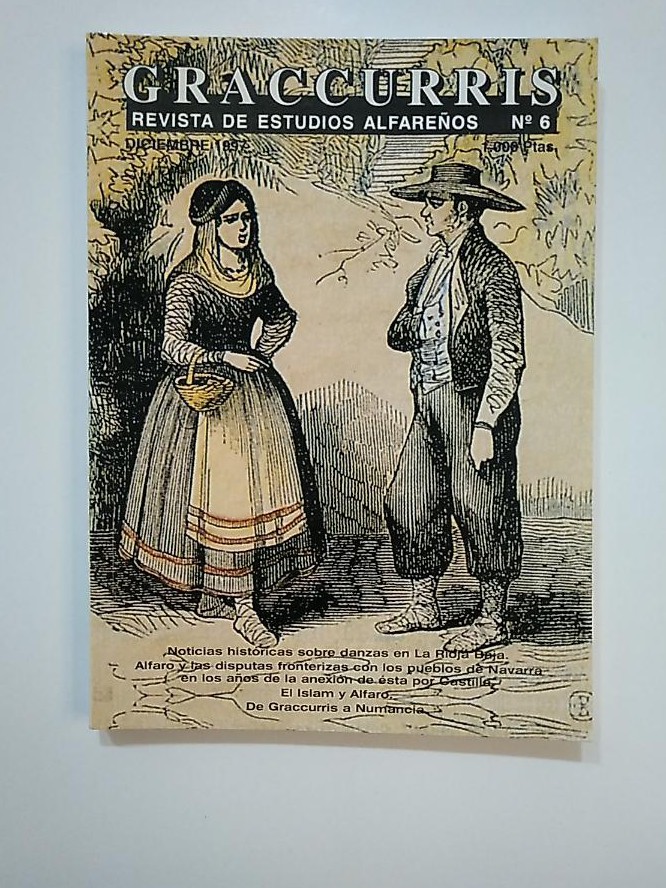 GRACCURRIS
REVISTA DE ESTUDIOS ALFAREÑOS Nº 6
DICIEMBRE 1997 1.000 Ptas.
Noticias históricas sobre danzas en La Rioja Baja.
Alfaro y las disputas fronterizas con los pueblos de Navarra
en los años de la anexión de ésta por Castilla.
El Islam y Alfaro.
De Graccurris a Numancia.